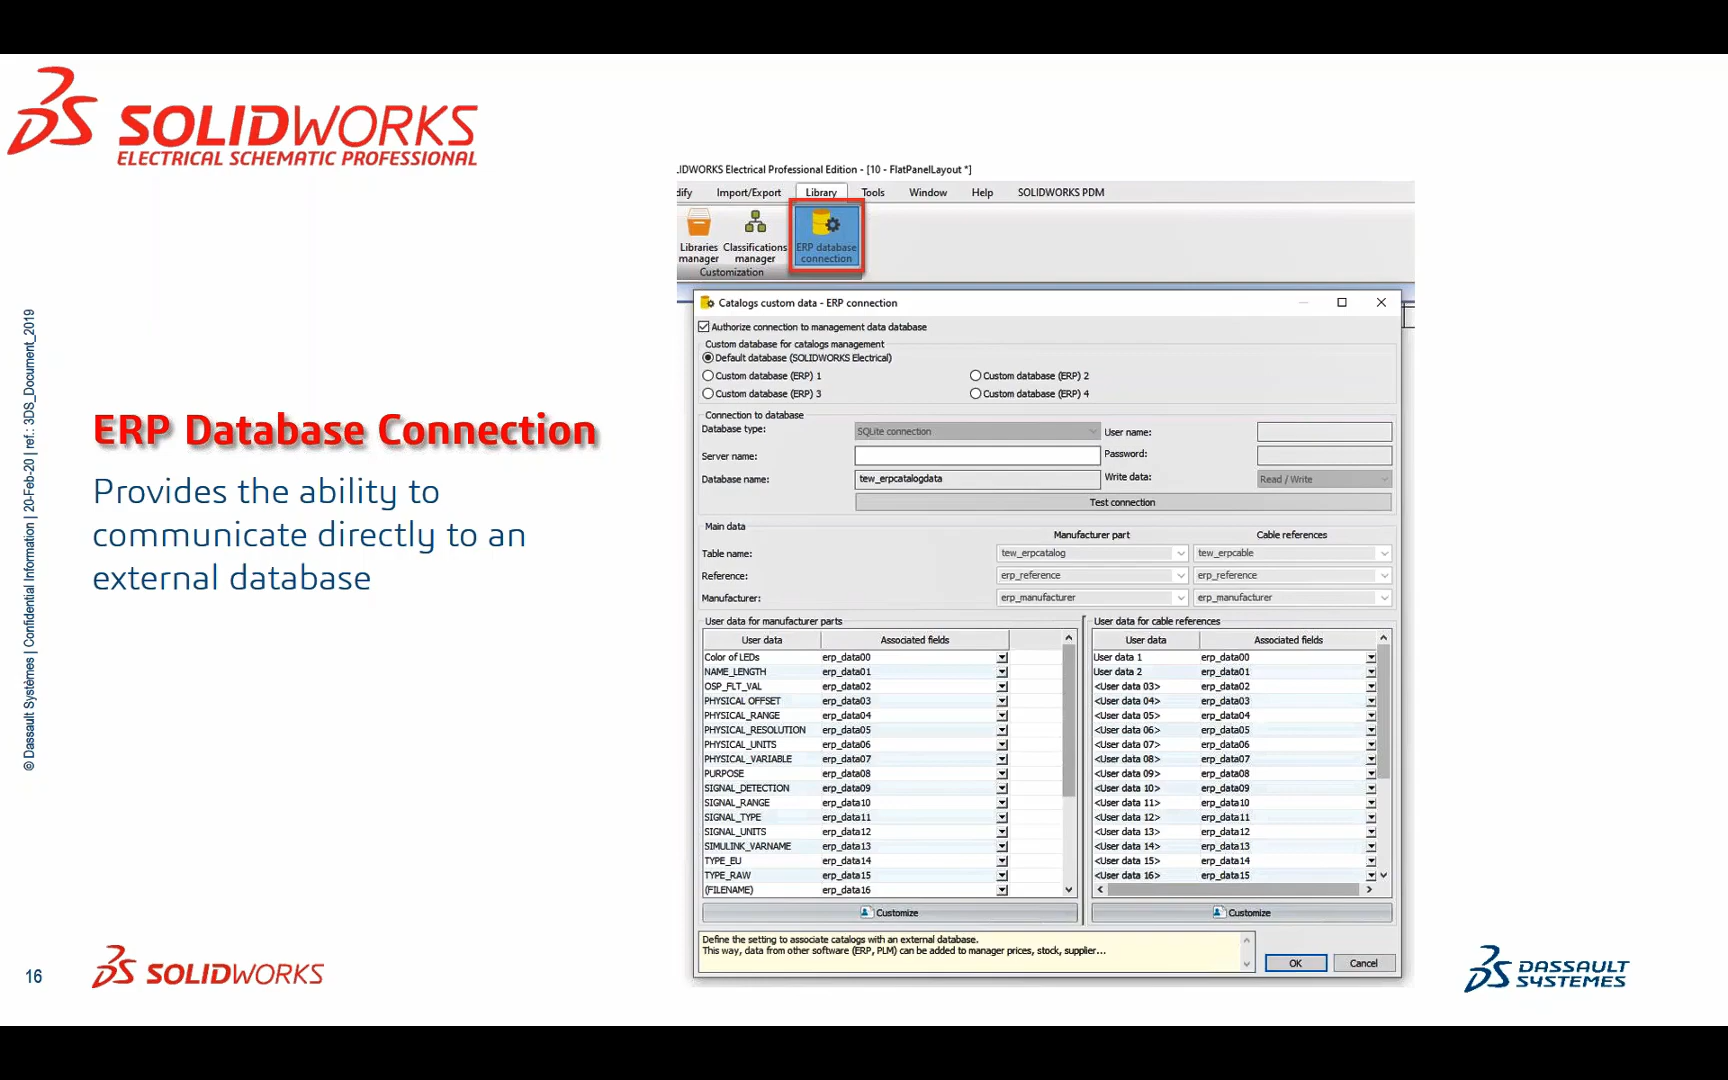 SOLIDWORKS
ELECTRICAL SCHEMATIC PROFESSIONAL
© Dassault Systèmes | Confidential Information | 20-Feb-20 | ref.: 3DS_Document_2019
ERP Database Connection
Provides the ability to
communicate directly to an
external database
.IDWORKS Electrical Professional Edition - [10 - FlatPanelLayout *]
dify Import/Export Library Tools Window Help SOLIDWORKS PDM
Libraries manager
Classifications manager
ERP database connection
Customization
Catalogs custom data - ERP connection
Authorize connection to management data database
Custom database for catalogs management
Default database (SOLIDWORKS Electrical)
Custom database (ERP) 1 Custom database (ERP) 2
Custom database (ERP) 3 Custom database (ERP) 4
Connection to database
Database type: SQLite connection User name:
Server name: Password:
Database name: tew_erpcatalogdata Write data: Read / Write
Test connection
Main data
Manufacturer part Cable references
Table name: tew_erpcatalog tew_erpcable
Reference: erp_reference erp_reference
Manufacturer: erp_manufacturer erp_manufacturer
User data for manufacturer parts
User data Associated fields
Color of LEDs erp_data00
NAME_LENGTH erp_data01
OSP_FLT_VAL erp_data02
PHYSICAL OFFSET erp_data03
PHYSICAL_RANGE erp_data04
PHYSICAL_RESOLUTION erp_data05
PHYSICAL_UNITS erp_data06
PHYSICAL_VARIABLE erp_data07
PURPOSE erp_data08
SIGNAL_DETECTION erp_data09
SIGNAL_RANGE erp_data10
SIGNAL_TYPE erp_data11
SIGNAL_UNITS erp_data12
SIMULINK_VARNAME erp_data13
TYPE_EU erp_data14
TYPE_RAW erp_data15
(FILENAME) erp_data16
Customize
User data for cable references
User data Associated fields
User data 1 erp_data00
User data 2 erp_data01
<User data 03> erp_data02
<User data 04> erp_data03
<User data 05> erp_data04
<User data 06> erp_data05
<User data 07> erp_data06
<User data 08> erp_data07
<User data 09> erp_data08
<User data 10> erp_data09
<User data 11> erp_data10
<User data 12> erp_data11
<User data 13> erp_data12
<User data 14> erp_data13
<User data 15> erp_data14
<User data 16> erp_data15
Customize
Define the setting to associate catalogs with an external database.
This way, data from other software (ERP, PLM) can be added to manager prices, stock, supplier...
OK Cancel
16
SOLIDWORKS
DASSAULT
SYSTEMES